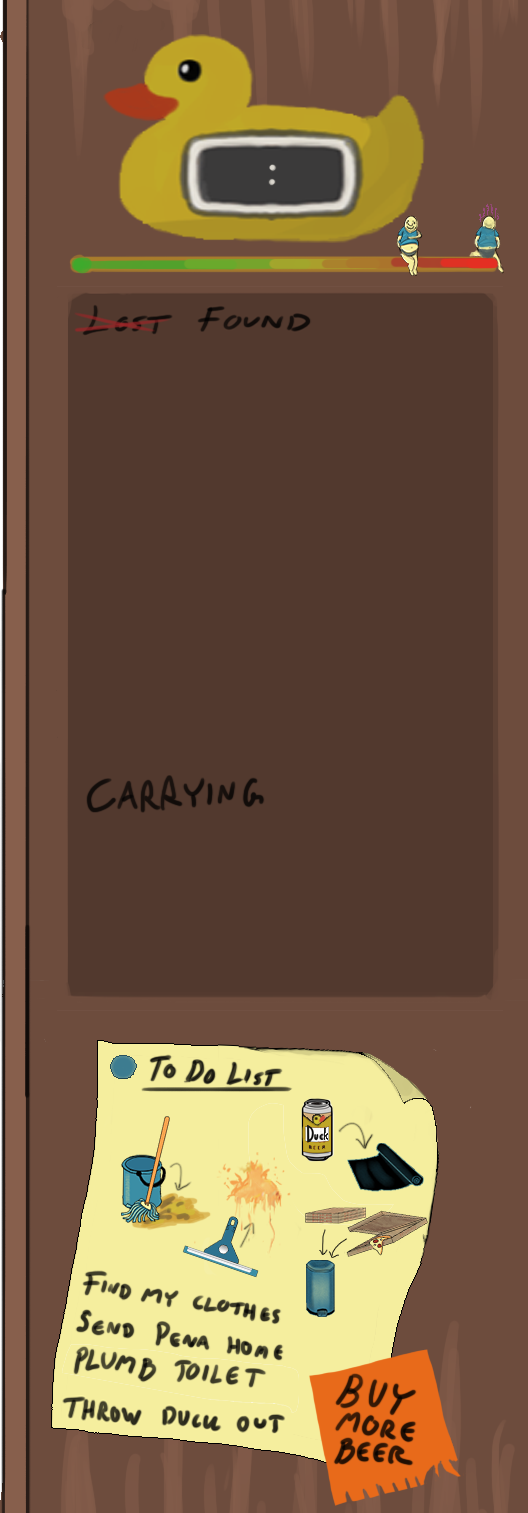 :
Lost Found
Carrying
To Do List
Duck
BEER
Find my clothes
Send Pena home
Plumb toilet
Throw duck out
Buy
more
beer